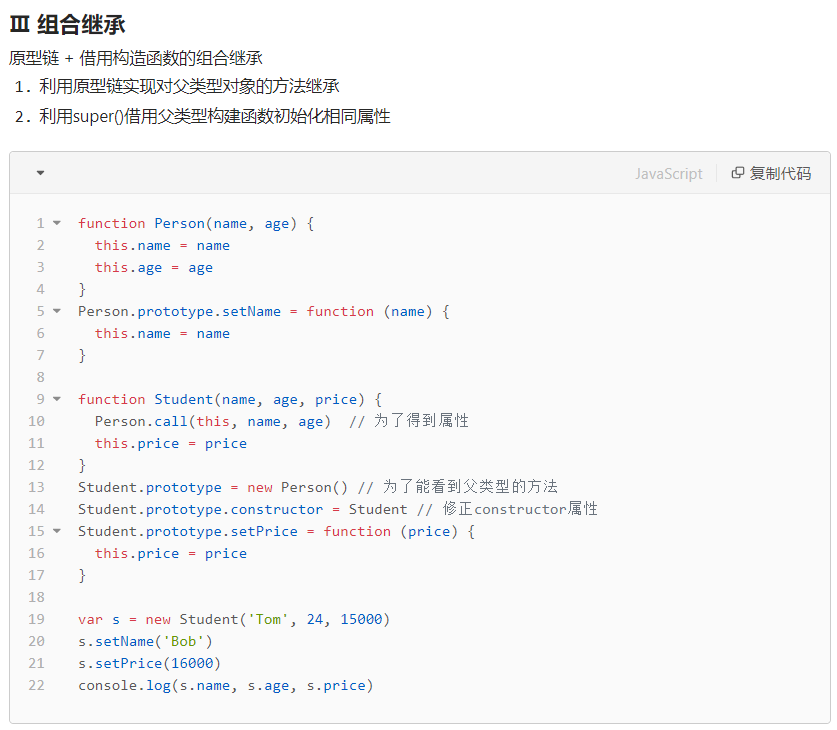 Ⅲ 组合继承
原型链 + 借用构造函数的组合继承
1. 利用原型链实现对父类型对象的方法继承
2. 利用super()借用父类型构建函数初始化相同属性
JavaScript 复制代码
1 function Person(name, age) {
2   this.name = name
3   this.age = age
4 }
5 Person.prototype.setName = function (name) {
6   this.name = name
7 }
8
9 function Student(name, age, price) {
10   Person.call(this, name, age)  // 为了得到属性
11   this.price = price
12 }
13 Student.prototype = new Person() // 为了能看到父类型的方法
14 Student.prototype.constructor = Student // 修正constructor属性
15 Student.prototype.setPrice = function (price) {
16   this.price = price
17 }
18
19 var s = new Student('Tom', 24, 15000)
20 s.setName('Bob')
21 s.setPrice(16000)
22 console.log(s.name, s.age, s.price)